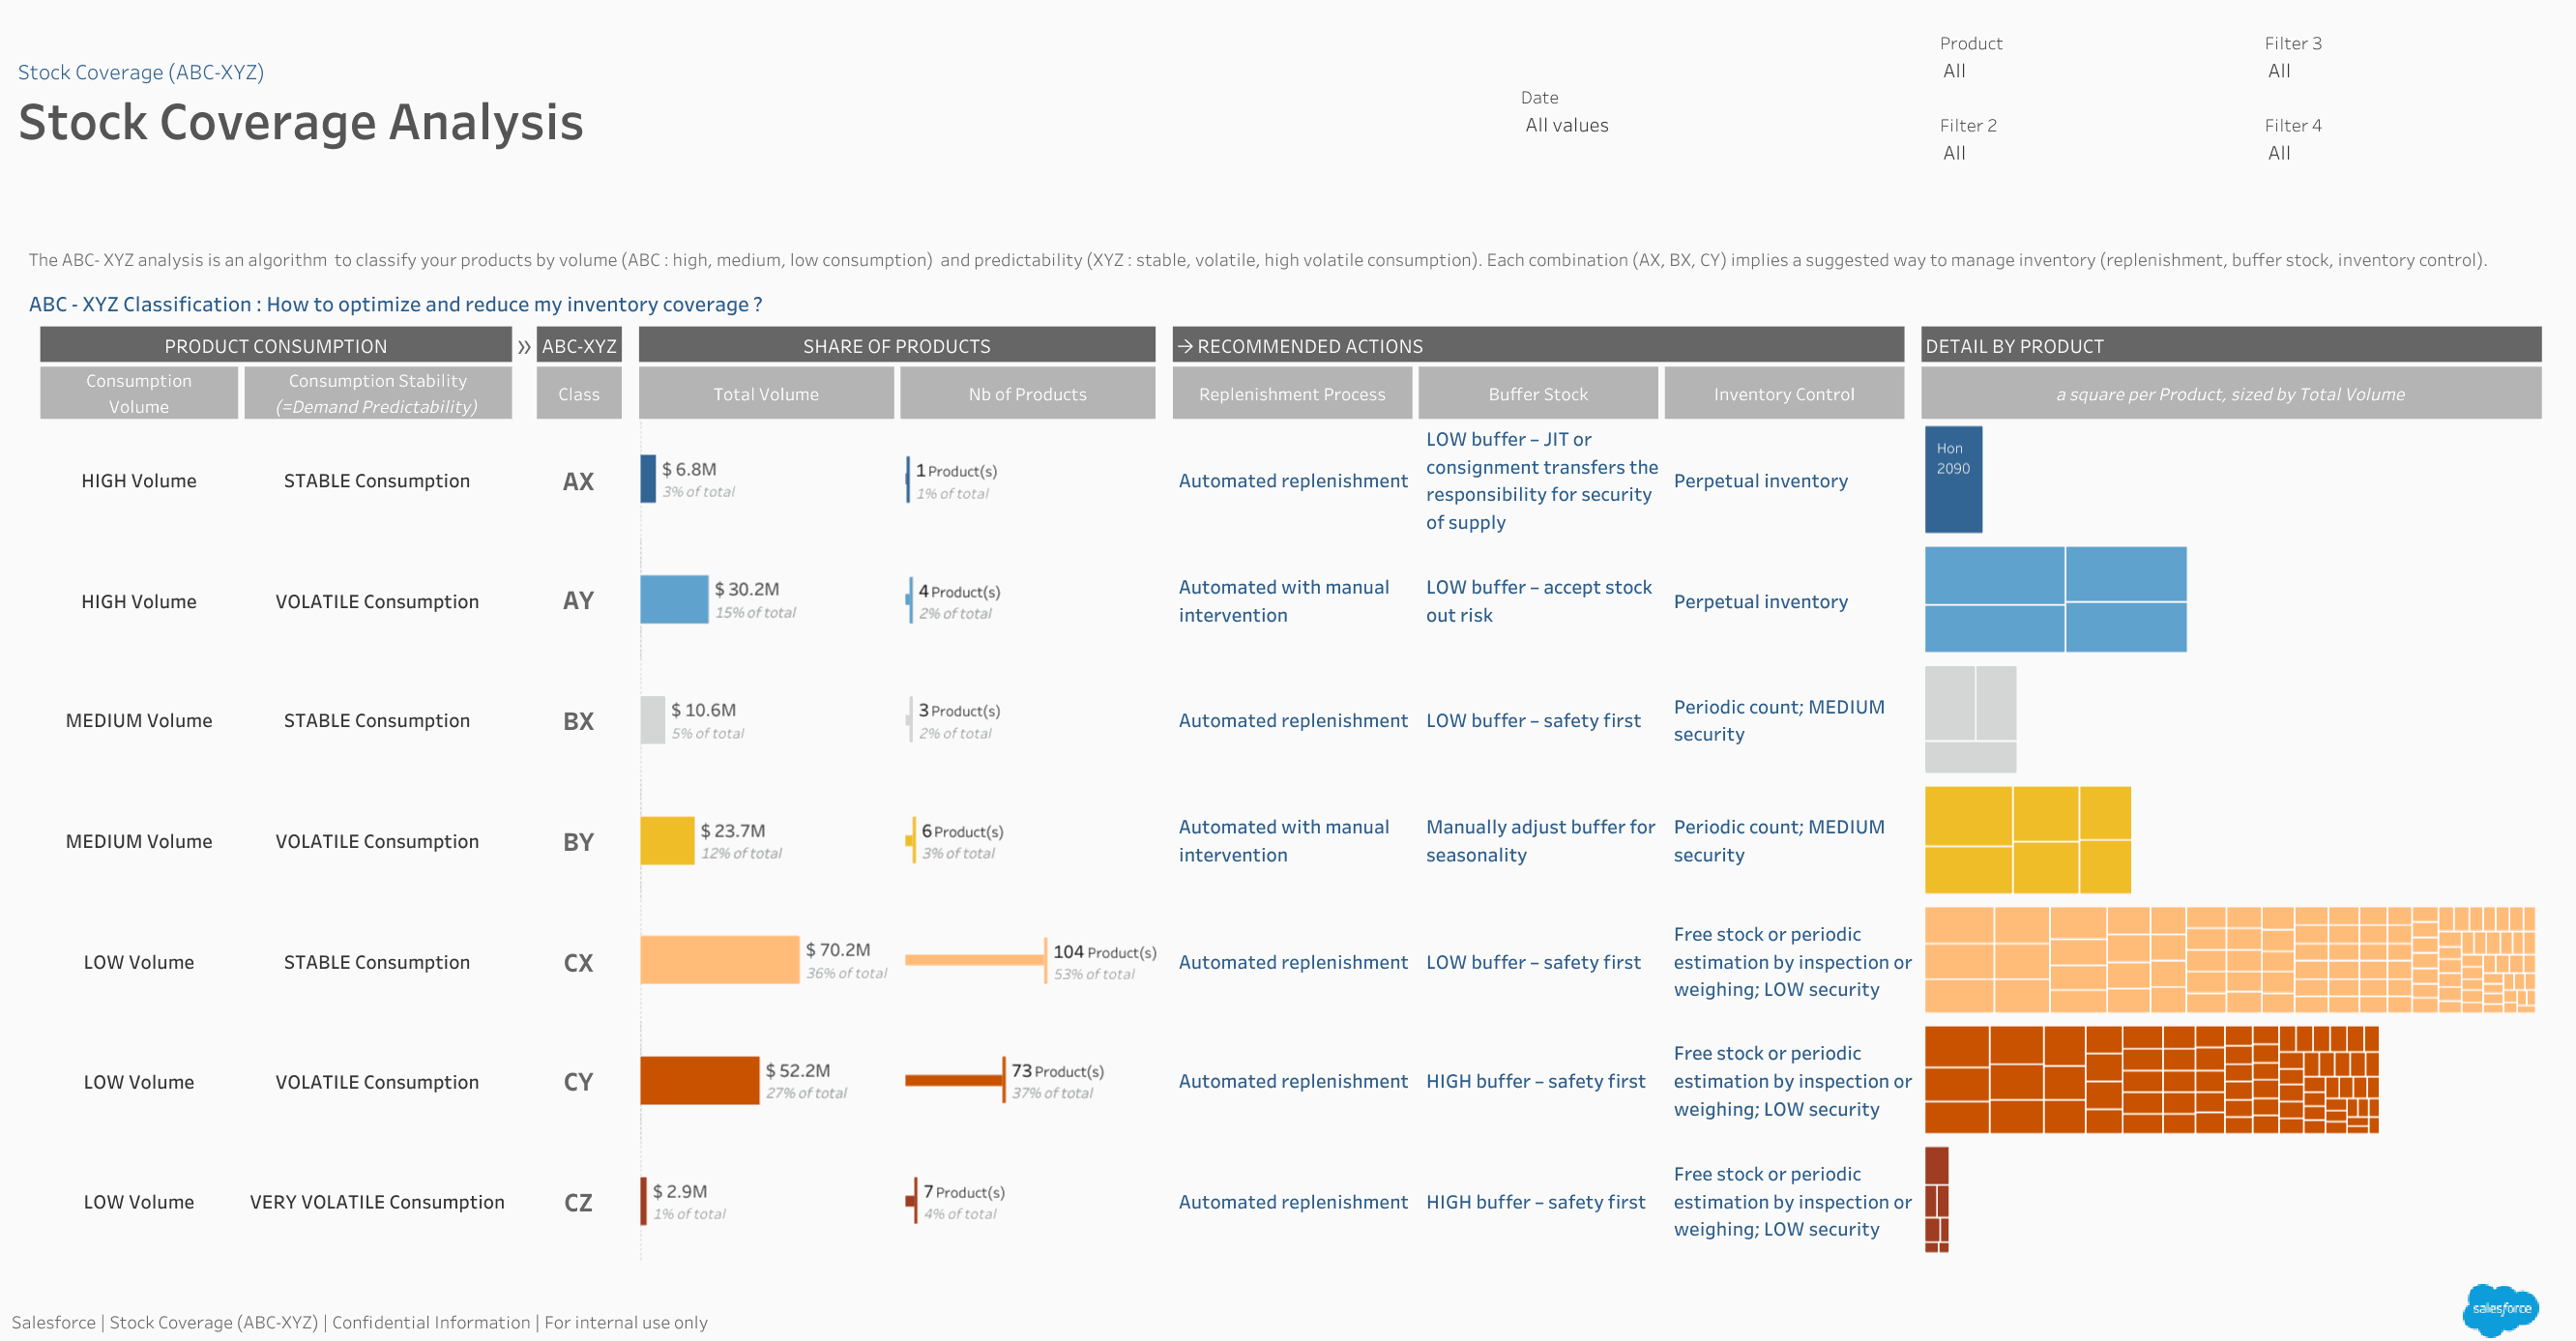 Stock Coverage (ABC-XYZ)
Stock Coverage Analysis
Date
All values
Product
All
Filter 3
All
Filter 2
All
Filter 4
All
The ABC- XYZ analysis is an algorithm  to classify your products by volume (ABC : high, medium, low consumption)  and predictability (XYZ : stable, volatile, high volatile consumption). Each combination (AX, BX, CY) implies a suggested way to manage inventory (replenishment, buffer stock, inventory control).
ABC - XYZ Classification : How to optimize and reduce my inventory coverage ?
PRODUCT CONSUMPTION
»
ABC-XYZ
SHARE OF PRODUCTS
→ RECOMMENDED ACTIONS
DETAIL BY PRODUCT
Consumption
Volume
Consumption Stability
(=Demand Predictability)
Class
Total Volume
Nb of Products
Replenishment Process
Buffer Stock
Inventory Control
a square per Product, sized by Total Volume
HIGH Volume
STABLE Consumption
AX
$ 6.8M
3% of total
1 Product(s)
1% of total
Automated replenishment
LOW buffer – JIT or
consignment transfers the
responsibility for security
of supply
Perpetual inventory
Hon
2090
HIGH Volume
VOLATILE Consumption
AY
$ 30.2M
15% of total
4 Product(s)
2% of total
Automated with manual
intervention
LOW buffer – accept stock
out risk
Perpetual inventory
MEDIUM Volume
STABLE Consumption
BX
$ 10.6M
5% of total
3 Product(s)
2% of total
Automated replenishment
LOW buffer – safety first
Periodic count; MEDIUM
security
MEDIUM Volume
VOLATILE Consumption
BY
$ 23.7M
12% of total
6 Product(s)
3% of total
Automated with manual
intervention
Manually adjust buffer for
seasonality
Periodic count; MEDIUM
security
LOW Volume
STABLE Consumption
CX
$ 70.2M
36% of total
104 Product(s)
53% of total
Automated replenishment
LOW buffer – safety first
Free stock or periodic
estimation by inspection or
weighing; LOW security
LOW Volume
VOLATILE Consumption
CY
$ 52.2M
27% of total
73 Product(s)
37% of total
Automated replenishment
HIGH buffer – safety first
Free stock or periodic
estimation by inspection or
weighing; LOW security
LOW Volume
VERY VOLATILE Consumption
CZ
$ 2.9M
1% of total
7 Product(s)
4% of total
Automated replenishment
HIGH buffer – safety first
Free stock or periodic
estimation by inspection or
weighing; LOW security
Salesforce | Stock Coverage (ABC-XYZ) | Confidential Information | For internal use only
salesforce